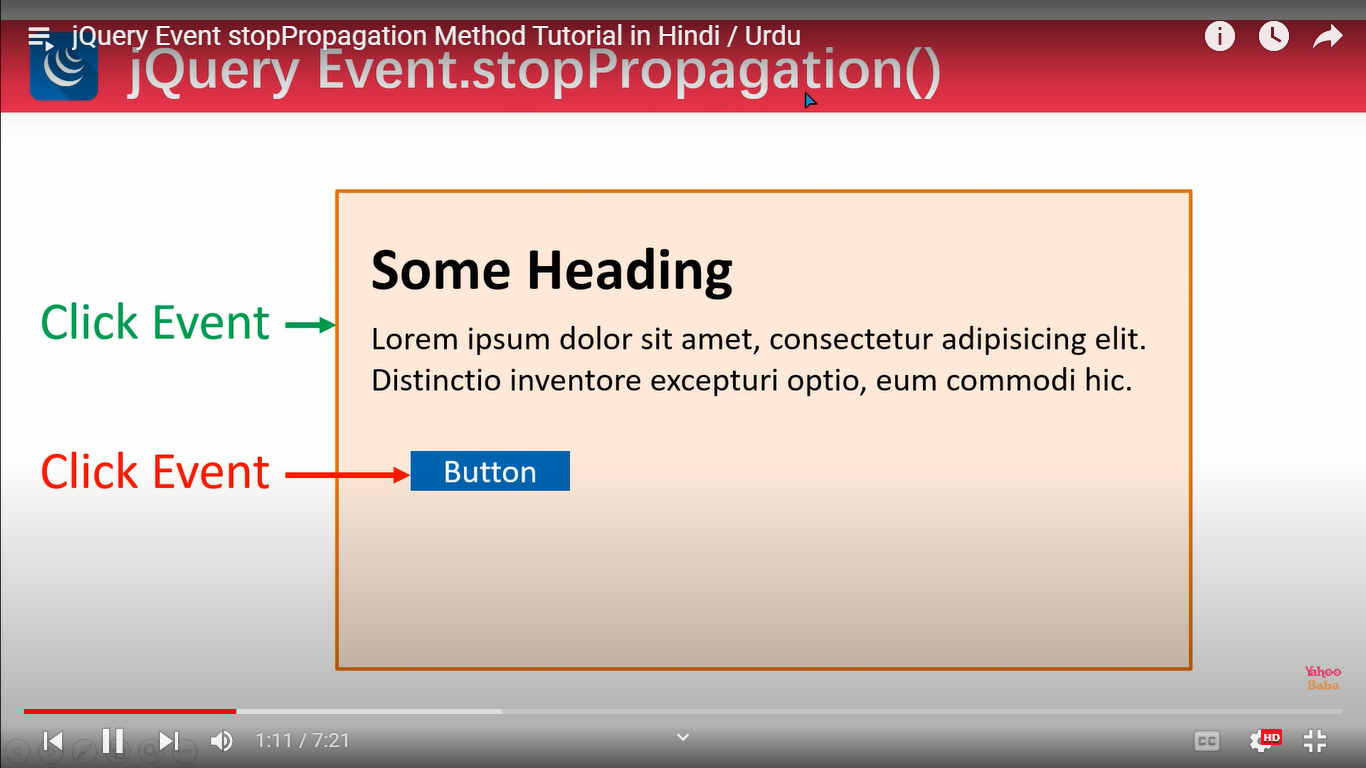 jQuery Event stopPropagation Method Tutorial in Hindi / Urdu
jQuery Event.stopPropagation()
Some Heading
Click Event
Lorem ipsum dolor sit amet, consectetur adipisicing elit.
Distinctio inventore excepturi optio, eum commodi hic.
Click Event
Button
Yahoo
Baba
1:11 / 7:21
CC
HD